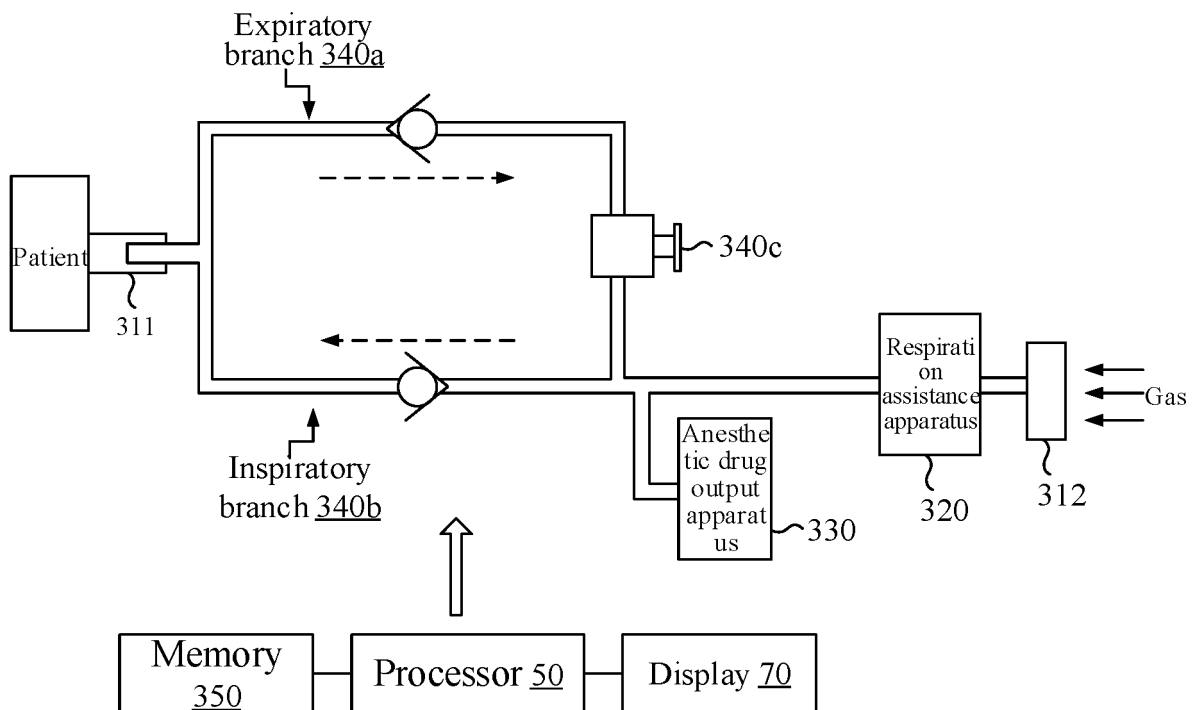 Expiratory
branch 340a
Patient
311
340c
Respirati
on
assistance
apparatus
Gas
320
312
Inspiratory
branch 340b
Anesthe
tic drug
output
apparat
us
330
Memory
350
Processor 50
Display 70